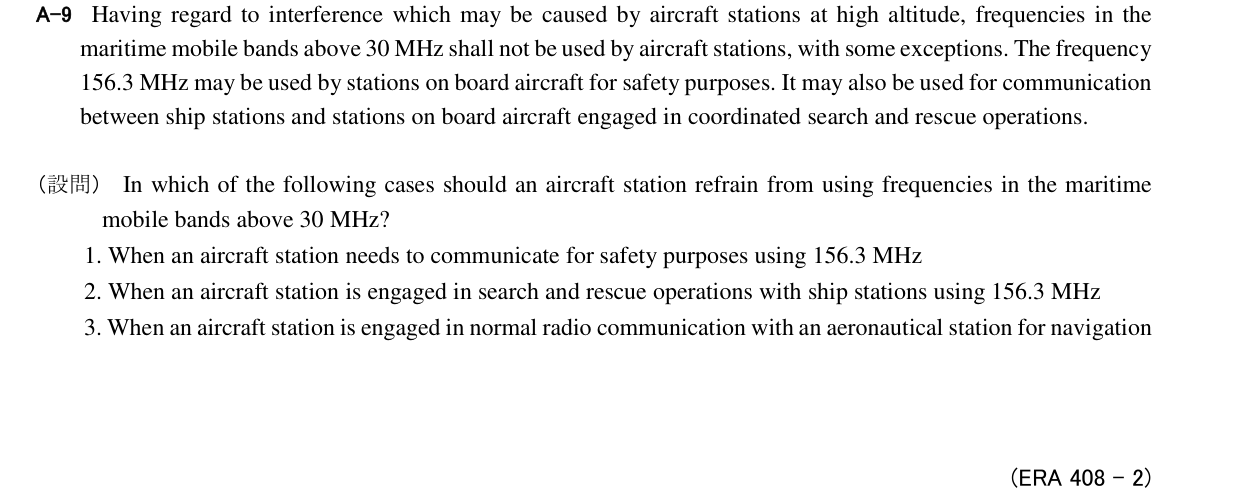 A−9 Having regard to interference which may be caused by aircraft stations at high altitude, frequencies in the
maritime mobile bands above 30 MHz shall not be used by aircraft stations, with some exceptions. The frequency
156.3 MHz may be used by stations on board aircraft for safety purposes. It may also be used for communication
between ship stations and stations on board aircraft engaged in coordinated search and rescue operations.
（設問） In which of the following cases should an aircraft station refrain from using frequencies in the maritime
mobile bands above 30 MHz?
1. When an aircraft station needs to communicate for safety purposes using 156.3 MHz
2. When an aircraft station is engaged in search and rescue operations with ship stations using 156.3 MHz
3. When an aircraft station is engaged in normal radio communication with an aeronautical station for navigation
（ERA 408 − 2）